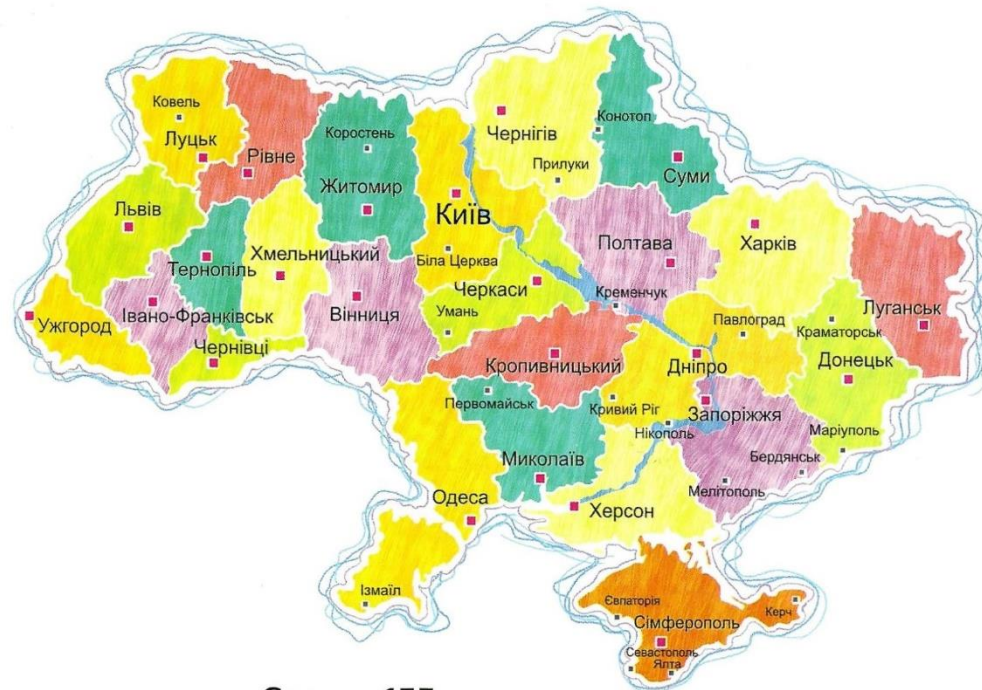 Ковель
Луцьк
Рівне
Коростень
Житомир
Київ
Біла Церква
Чернігів
Прилуки
Конотоп
Суми
Львів
Тернопіль
Хмельницький
Вінниця
Черкаси
Умань
Полтава
Кременчук
Харків
Луганськ
Ужгород
Івано-Франківськ
Чернівці
Кропивницький
Дніпро
Павлоград
Краматорськ
Донецьк
Первомайськ
Кривий Ріг
Нікополь
Запоріжжя
Маріуполь
Бердянськ
Мелітополь
Миколаїв
Одеса
Херсон
Ізмаїл
Євпаторія
Сімферополь
Керч
Севастополь
Ялта